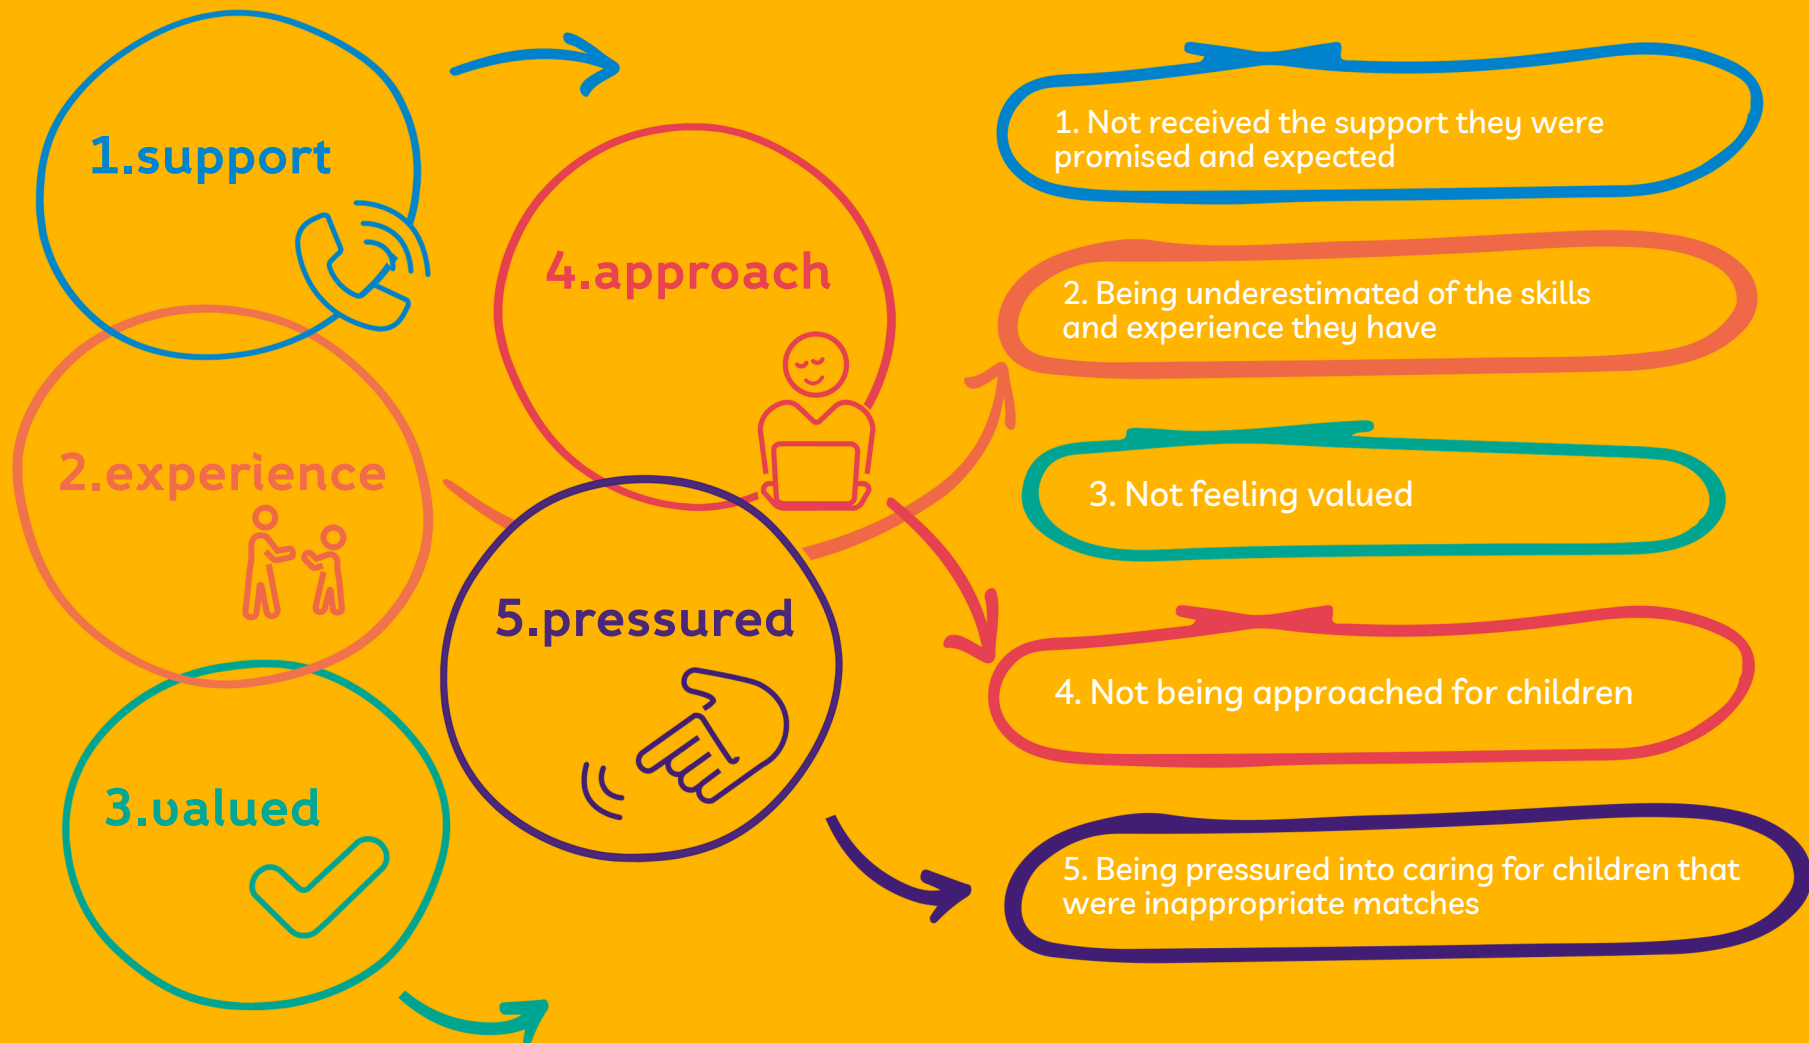 1.support
2.experience
3.valued
4.approach
5.pressured
1. Not received the support they were
promised and expected
2. Being underestimated of the skills
and experience they have
3. Not feeling valued
4. Not being approached for children
5. Being pressured into caring for children that
were inappropriate matches